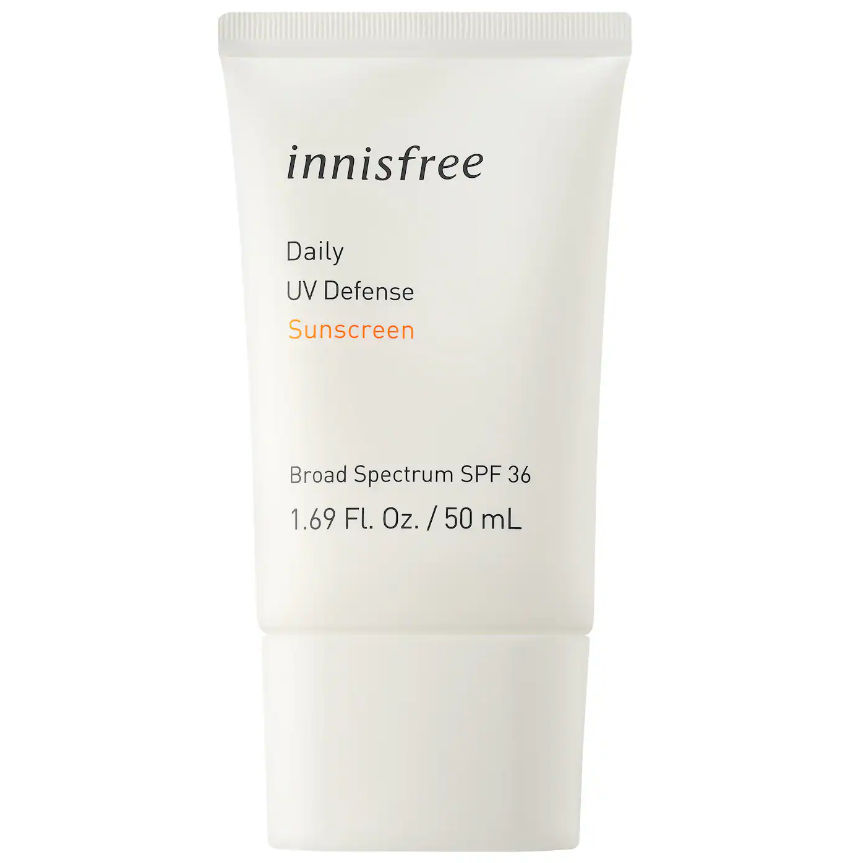 innisfree
Daily
UV Defense
Sunscreen
Broad Spectrum SPF 36
1.69 Fl. Oz. / 50 mL